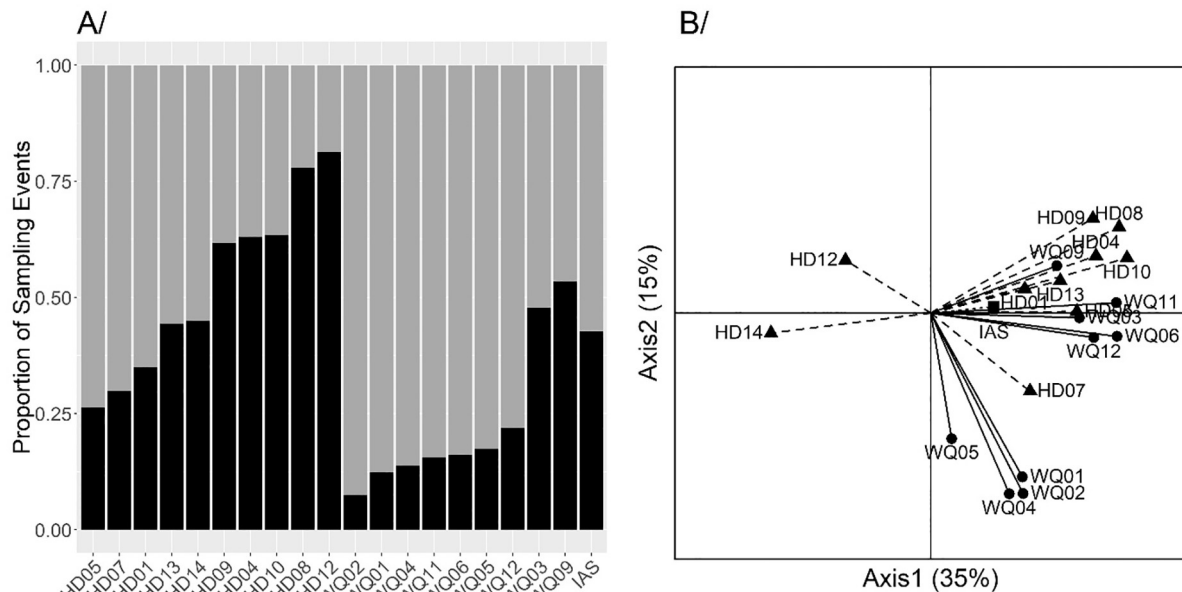 A/
B/
1.00
0.75
0.50
0.25
0.00
Proportion of Sampling Events
HD05
HD07
HD01
HD13
HD14
HD09
HD04
HD10
HD08
HD12
WQ02
WQ01
WQ04
WQ11
WQ06
WQ05
WQ12
WQ03
WQ09
IAS
Axis2 (15%)
HD09 HD08
HD04
WQ09
HD10
HD12
HD13
HD01
WQ11
HD05
WQ03
HD14
IAS
WQ06
WQ12
HD07
WQ05
WQ01
WQ02
WQ04
Axis1 (35%)